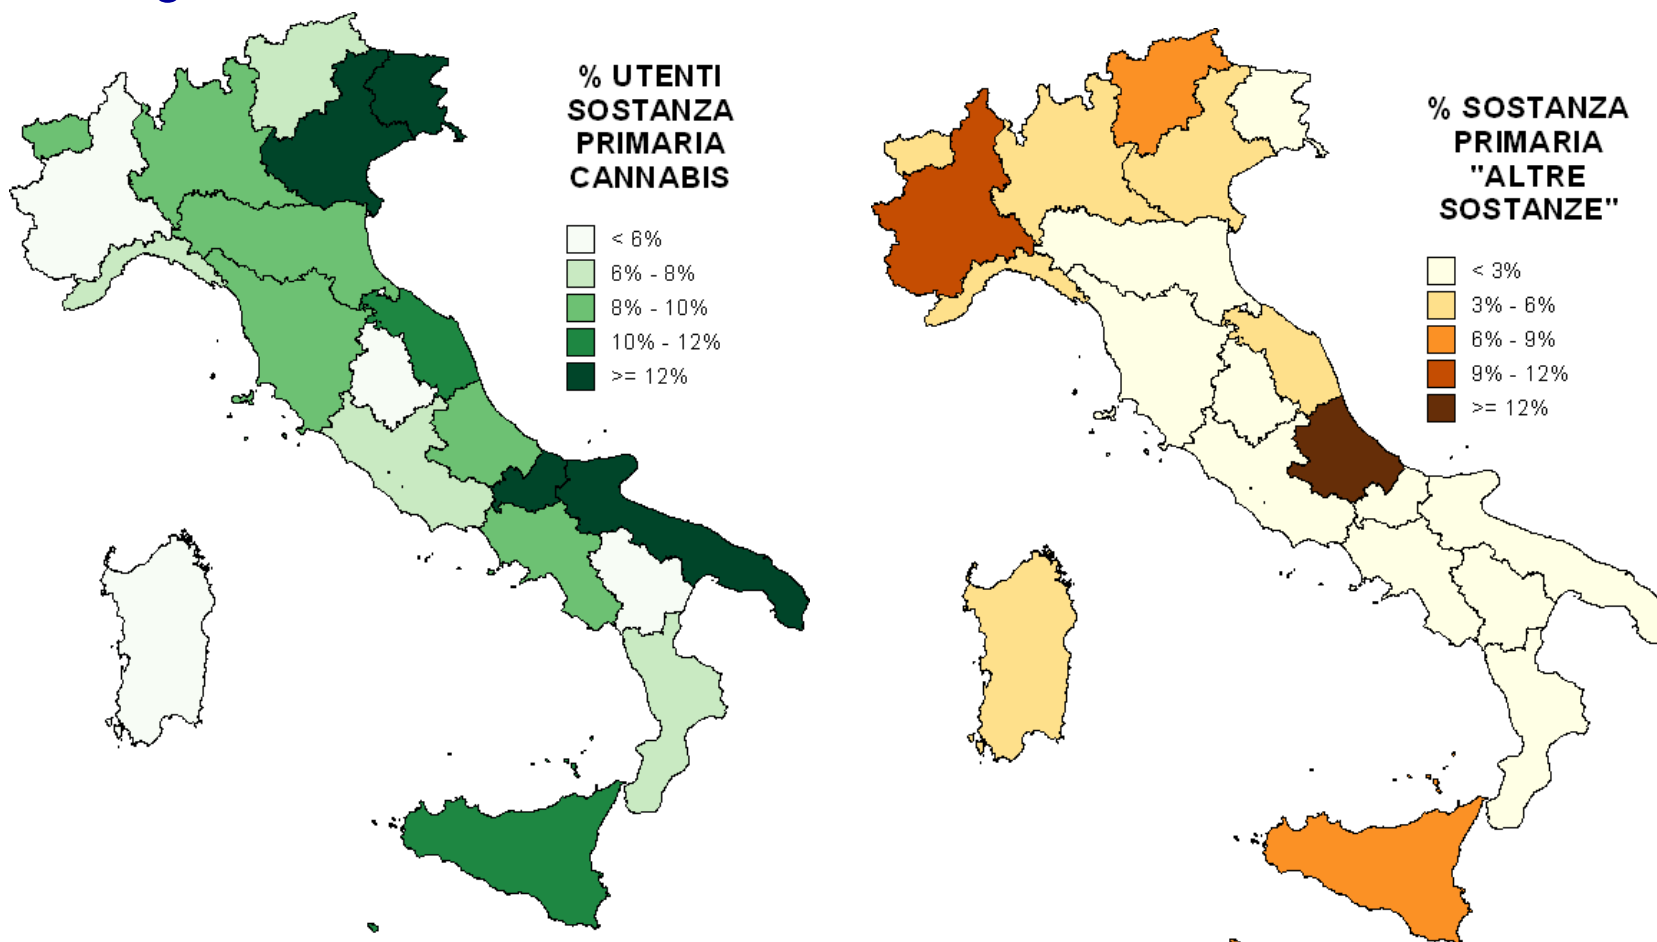 % UTENTI
SOSTANZA
PRIMARIA
CANNABIS
< 6%
6% - 8%
8% - 10%
10% - 12%
>= 12%
% SOSTANZA
PRIMARIA
"ALTRE
SOSTANZE"
< 3%
3% - 6%
6% - 9%
9% - 12%
>= 12%